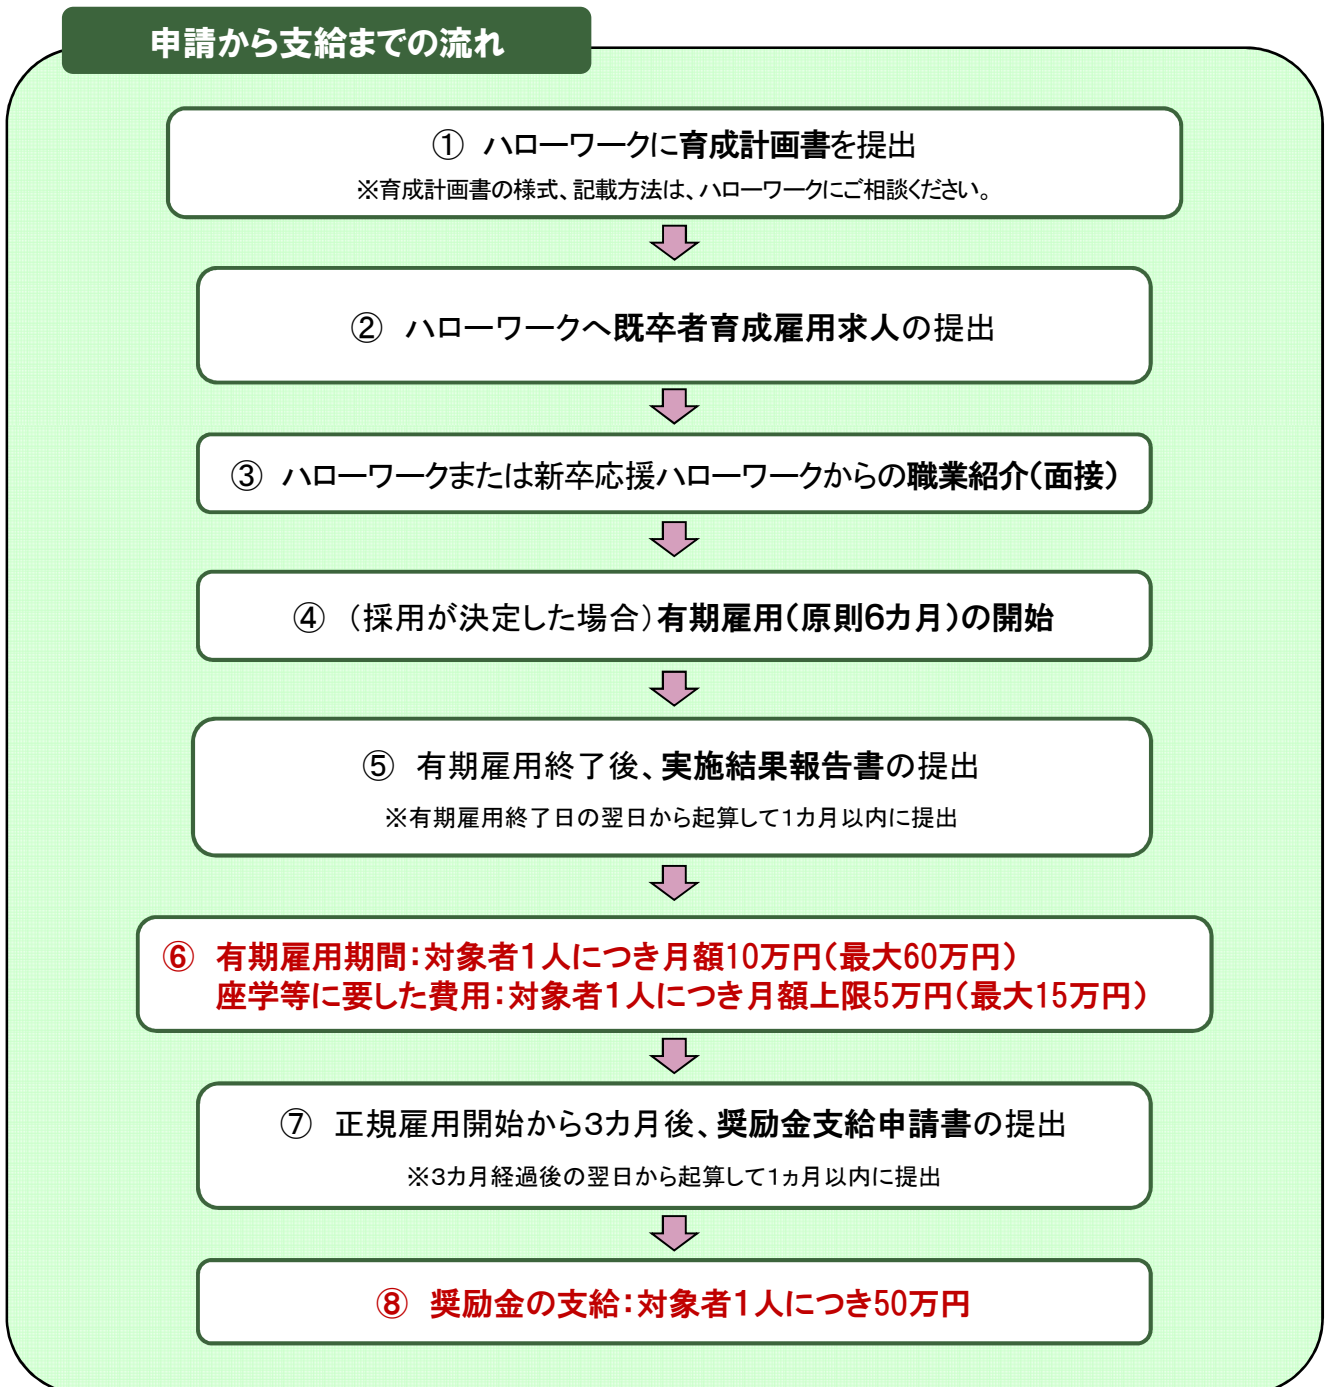 申請から支給までの流れ
① ハローワークに育成計画書を提出
※育成計画書の様式、記載方法は、ハローワークにご相談ください。
② ハローワークへ既卒者育成雇用求人の提出
③ ハローワークまたは新卒応援ハローワークからの職業紹介（面接）
④ （採用が決定した場合）有期雇用（原則6カ月）の開始
⑤ 有期雇用終了後、実施結果報告書の提出
※有期雇用終了日の翌日から起算して1カ月以内に提出
⑥ 有期雇用期間：対象者1人につき月額10万円（最大60万円）
座学等に要した費用：対象者1人につき月額上限5万円（最大15万円）
⑦ 正規雇用開始から3カ月後、奨励金支給申請書の提出
※3カ月経過後の翌日から起算して1ヵ月以内に提出
⑧ 奨励金の支給：対象者1人につき50万円